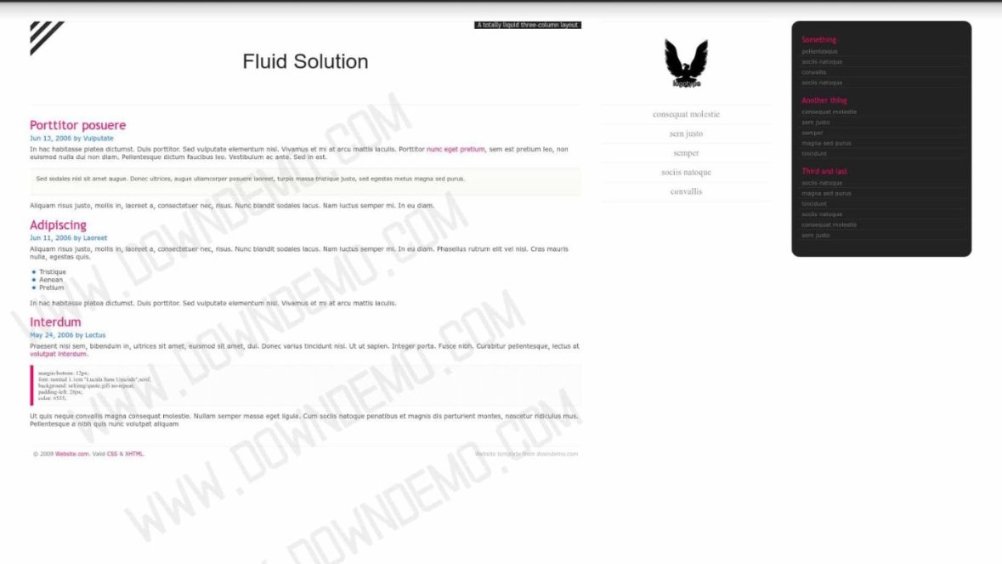 A totally liquid three-column layout
Fluid Solution
Porttitor posuere
Jun 13, 2006 by Vulputate
In hac habitasse platea dictumst. Duis porttitor. Sed vulputate elementum nisi. Vivamus et mi at arcu mattis iaculis. Porttitor nunc eget pretium, sem est pretium leo, non
euismod nulla dui non diam. Pellentesque dictum faucibus leo. Vestibulum ac ante. Sed in est.
Sed sodales nisl sit amet augue. Donec ultrices, augue ullamcorper posuere laoreet, turpis massa tristique justo, sed egestas metus magna sed purus.
Aliquam risus justo, mollis in, laoreet a, consectetuer nec, risus. Nunc blandit sodales lacus. Nam luctus semper mi. In eu diam.
Adipiscing
Jun 11, 2006 by Laoreet
Aliquam risus justo, mollis in, laoreet a, consectetuer nec, risus. Nunc blandit sodales lacus. Nam luctus semper mi. In eu diam. Phasellus rutrum elit vel nisi. Cras mauris
nulla, egestas quis.
Tristique
Aenean
Pretium
In hac habitasse platea dictumst. Duis porttitor. Sed vulputate elementum nisi. Vivamus et mi at arcu mattis iaculis.
Interdum
May 24, 2006 by Lectus
Praesent nisi sem, bibendum in, ultrices sit amet, euismod sit amet, dui. Donec varius tincidunt nisi. Ut ut sapien. Integer porta. Fusce nibh. Curabitur pellentesque, lectus at
volutpat interdum.
margin-bottom: 12px;
font: normal 1.1em "Lucida Sans Unicode",serif;
background: url(img/quote.gif) no-repeat;
padding-left: 28px;
color: #555;
Ut quis neque convallis magna consequat molestie. Nullam semper massa eget ligula. Cum sociis natoque penatibus et magnis dis parturient montes, nascetur ridiculus mus.
Pellentesque a nibh quis nunc volutpat aliquam
© 2009 Website.com. Valid CSS & XHTML.
Website template from downdemo.com
consequat molestie
sem justo
semper
sociis natoque
convallis
Something
pellentesque
sociis natoque
convallis
sociis natoque
Another thing
consequat molestie
sem justo
semper
magna sed purus
tincidunt
Third and last
sociis natoque
magna sed purus
tincidunt
sociis natoque
consequat molestie
sem justo
WWW.DOWNDEMO.COM
WWW.DOWNDEMO.COM
WWW.DOWNDEMO.COM
WWW.DOWNDEMO.COM